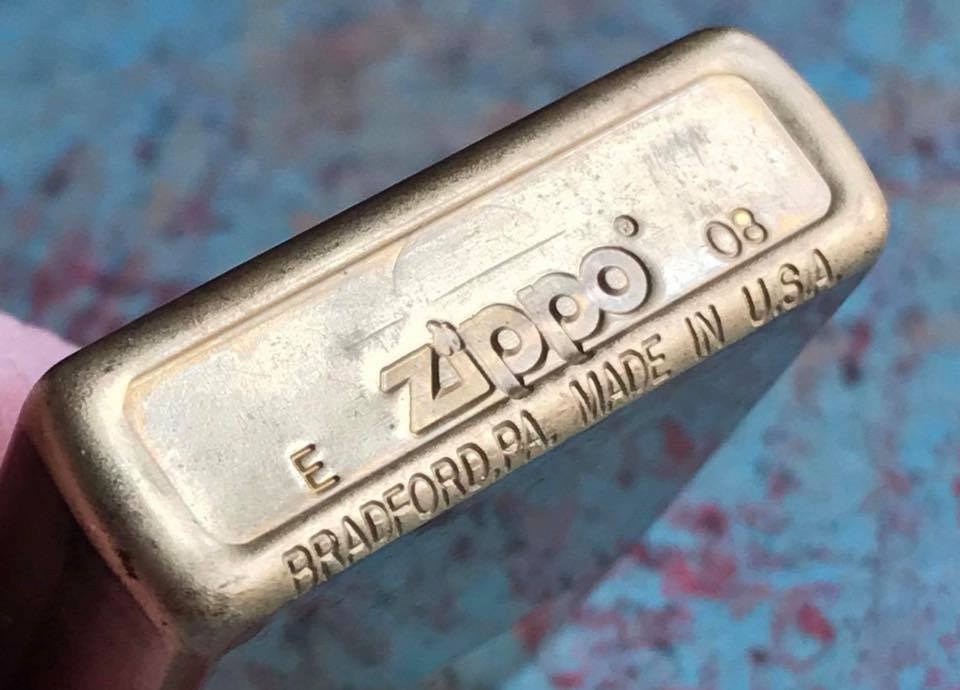 E zippo® 08
BRADFORD,PA. MADE IN U.S.A.